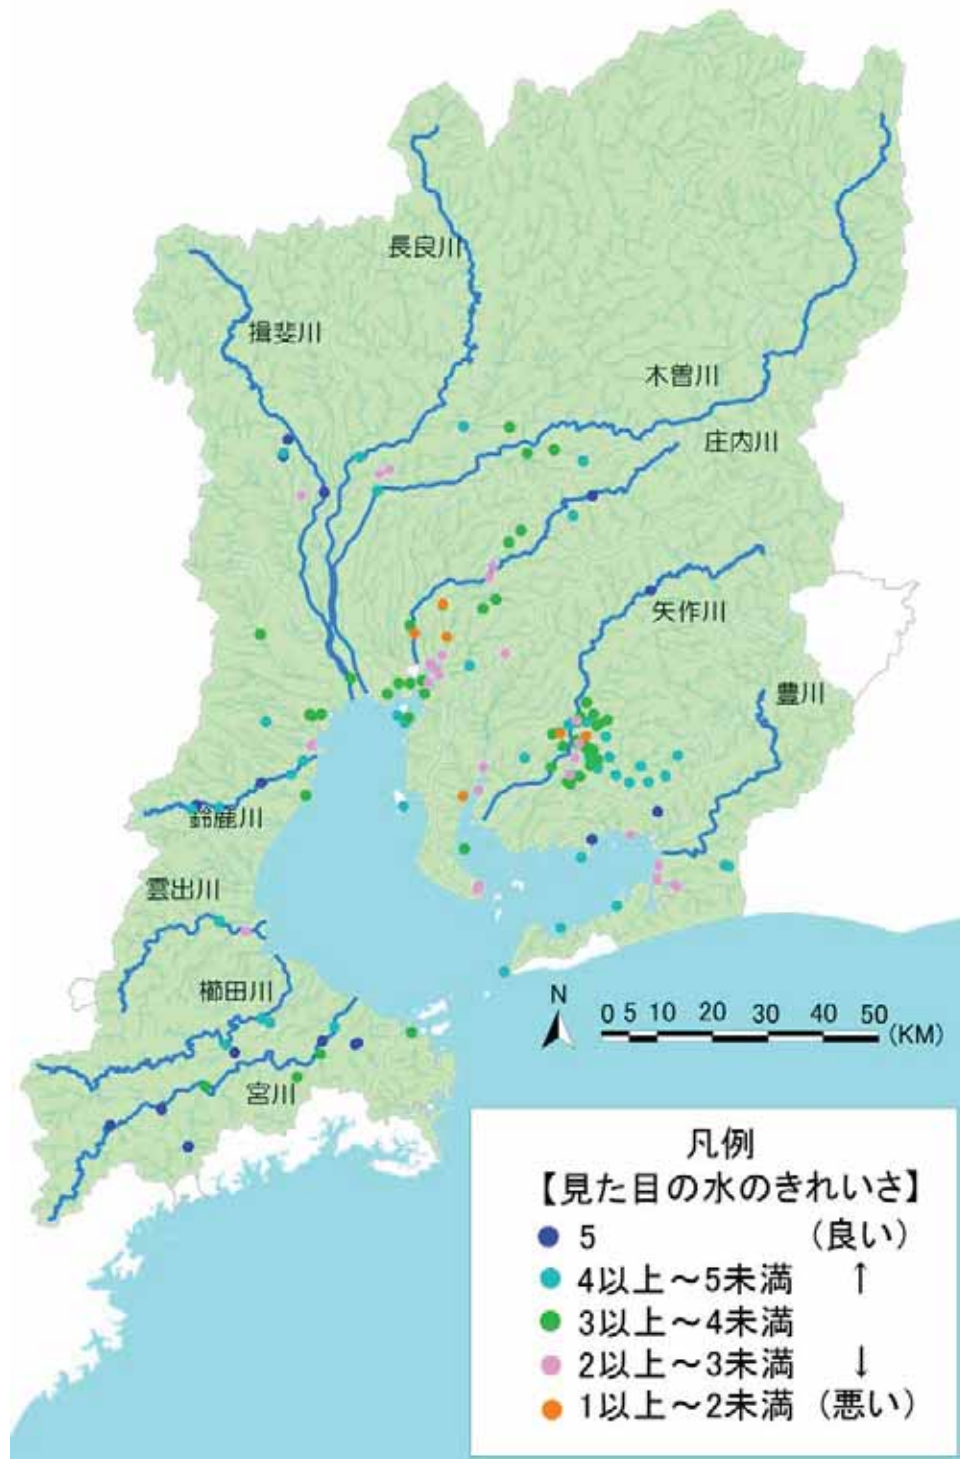 長良川
揖斐川
木曽川
庄内川
矢作川
豊川
鈴鹿川
雲出川
櫛田川
宮川
N
0 5 10 20 30 40 50
(KM)
凡例
【見た目の水のきれいさ】
5 (良い)
4以上～5未満 ↑
3以上～4未満
2以上～3未満 ↓
1以上～2未満 (悪い)